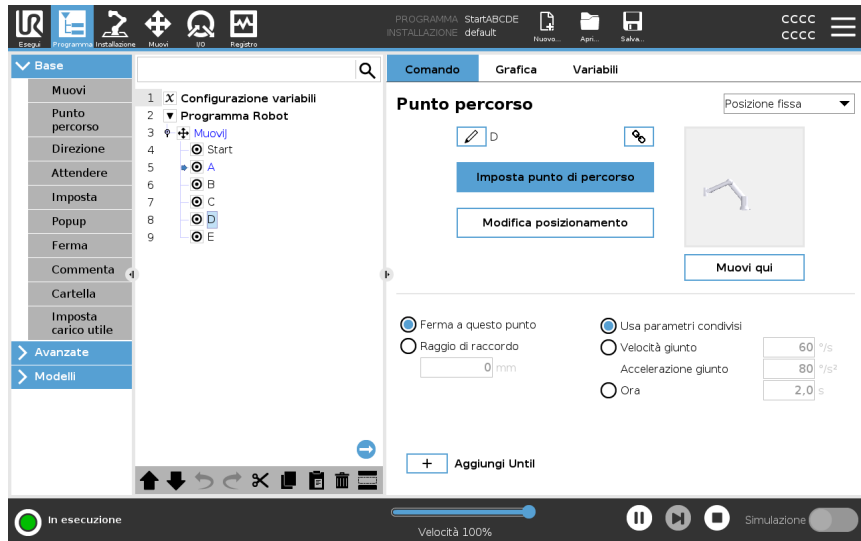 PROGRAMMA StartABCDE
INSTALLAZIONE default
Esegui
Programma
Installazione
Muovi
I/O
Registro
Nuovo...
Apri...
Salva...
cccc
cccc
Base
Muovi
Punto
percorso
Direzione
Attendere
Imposta
Popup
Ferma
Commenta
Cartella
Imposta
carico utile
Avanzate
Modelli
1 X Configurazione variabili
2 Programma Robot
3 MuoviJ
4 Start
5 A
6 B
7 C
8 D
9 E
Comando Grafica Variabili
Punto percorso
Posizione fissa
D
Imposta punto di percorso
Modifica posizionamento
Muovi qui
Ferma a questo punto
Raggio di raccordo
0 mm
Usa parametri condivisi
Velocità giunto 60 °/s
Accelerazione giunto 80 °/s²
Ora 2,0 s
+ Aggiungi Until
In esecuzione
Velocità 100%
Simulazione